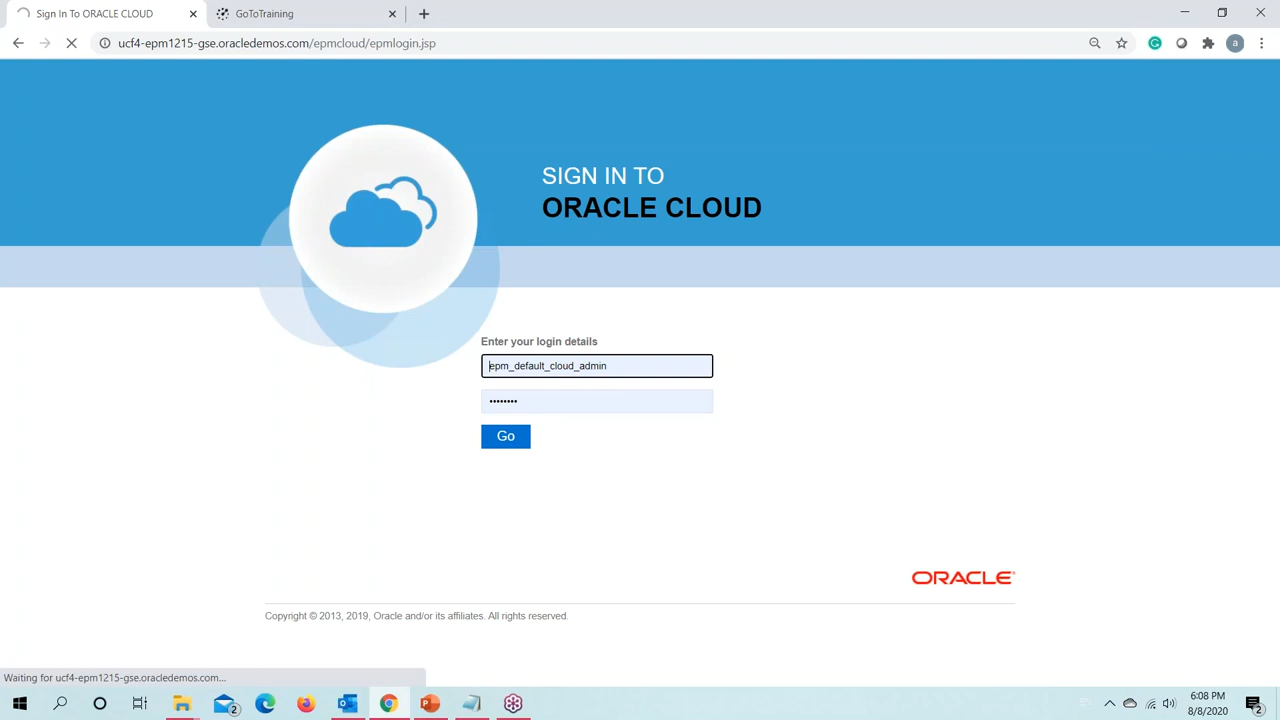 Sign In To ORACLE CLOUD
GoToTraining
ucf4-epm1215-gse.oracledemos.com/epmcloud/epmlogin.jsp
a
SIGN IN TO
ORACLE CLOUD
Enter your login details
epm_default_cloud_admin
••••••••
Go
ORACLE
Copyright © 2013, 2019, Oracle and/or its affiliates. All rights reserved.
Waiting for ucf4-epm1215-gse.oracledemos.com...
2
6:08 PM
8/8/2020
2